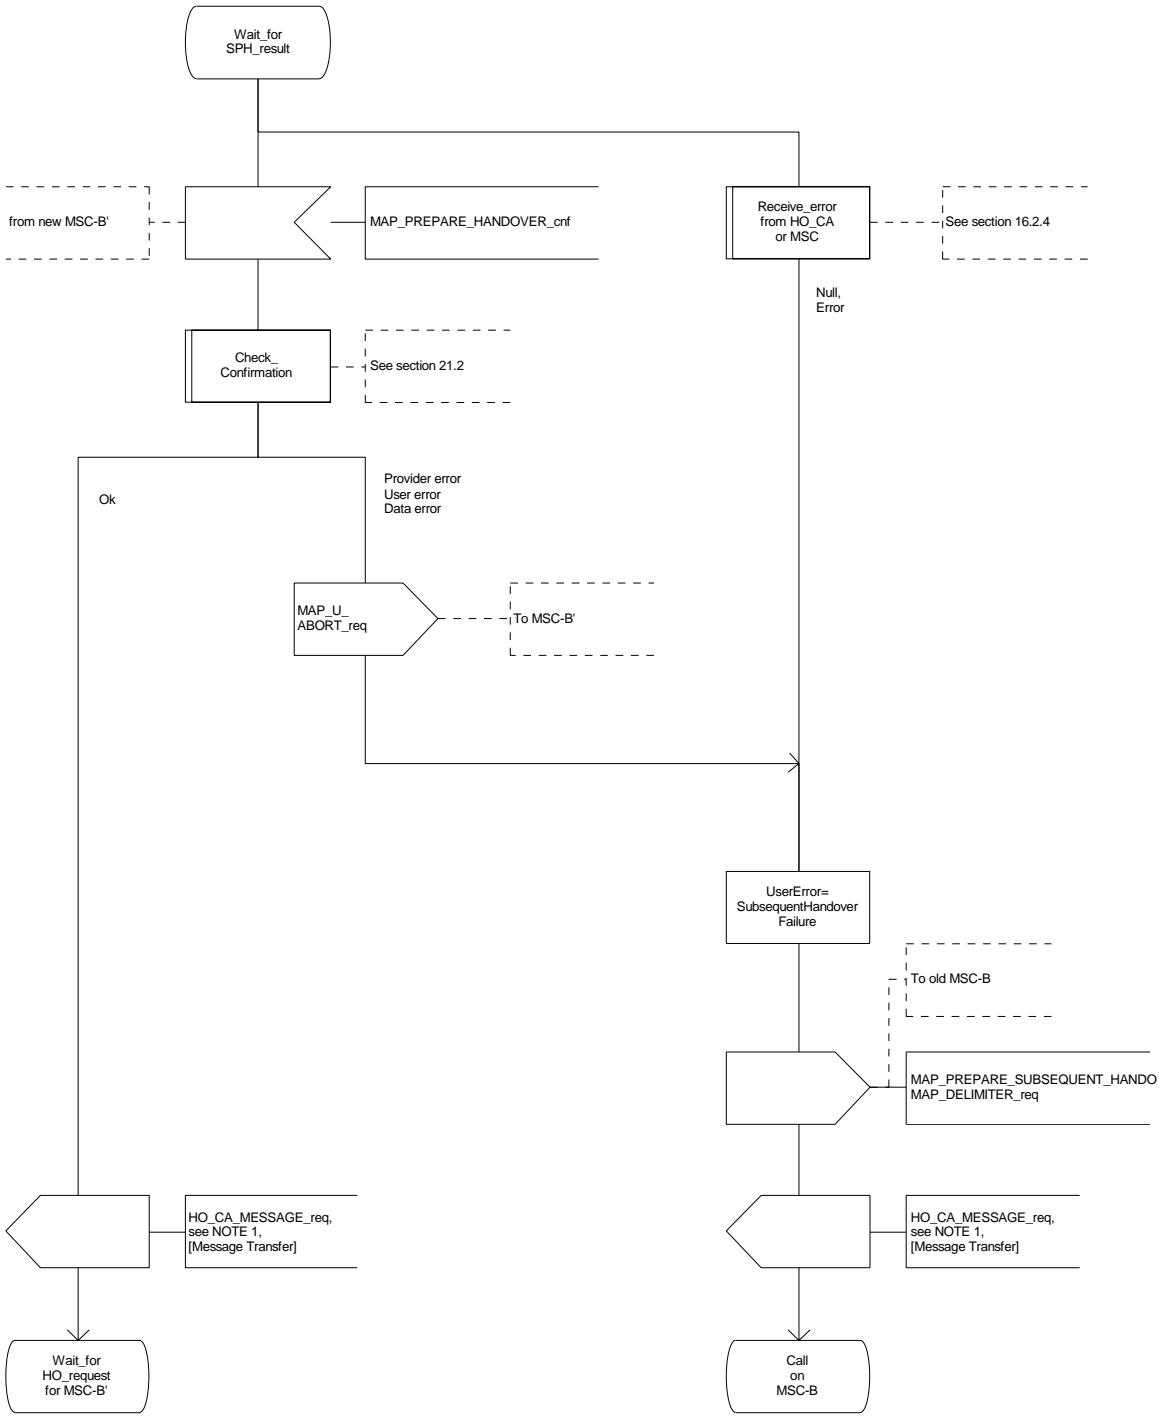 Wait_for
SPH_result
from new MSC-B'
MAP_PREPARE_HANDOVER_cnf
Receive_error
from HO_CA
or MSC
See section 16.2.4
Null,
Error
Check_
Confirmation
See section 21.2
Ok
Provider error
User error
Data error
MAP_U_
ABORT_req
To MSC-B'
UserError=
SubsequentHandover
Failure
To old MSC-B
MAP_PREPARE_SUBSEQUENT_HANDO
MAP_DELIMITER_req
HO_CA_MESSAGE_req,
see NOTE 1,
[Message Transfer]
HO_CA_MESSAGE_req,
see NOTE 1,
[Message Transfer]
Wait_for
HO_request
for MSC-B'
Call
on
MSC-B